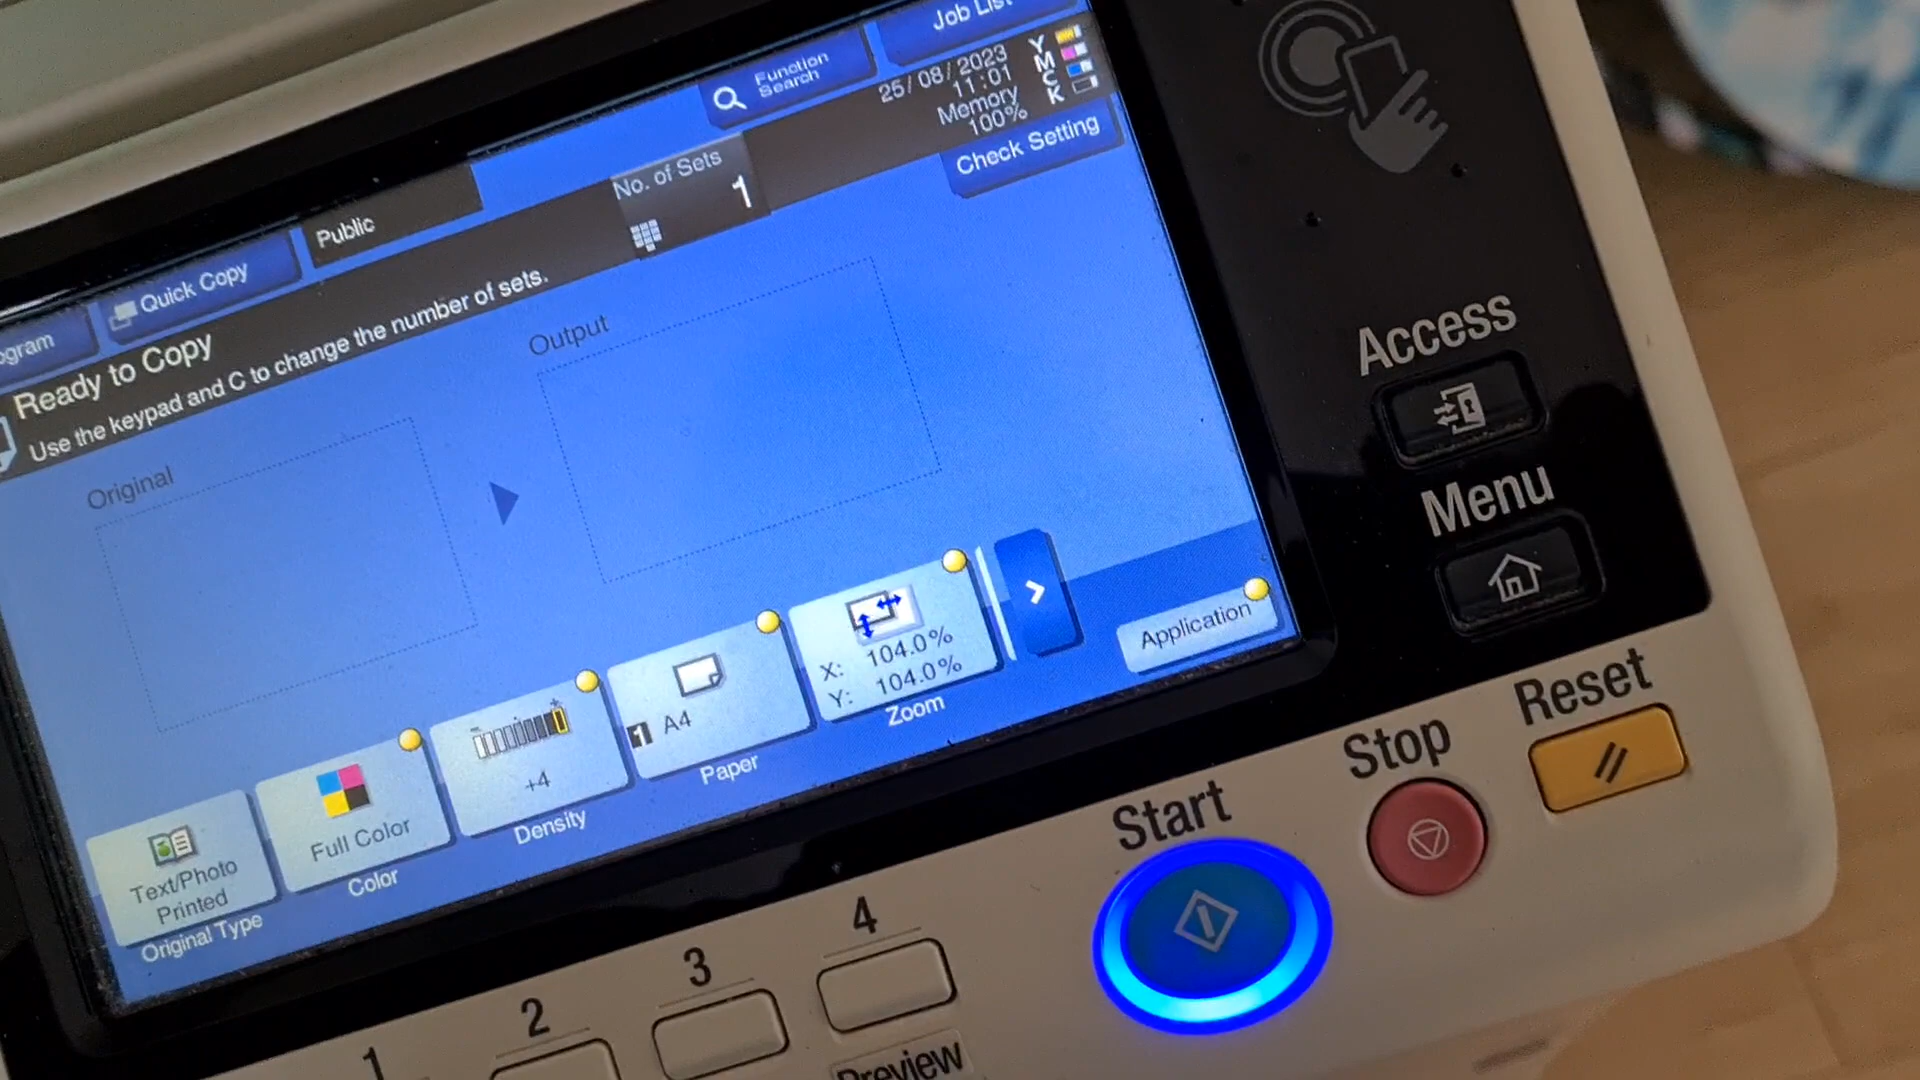 Job List
Function
Search
25/08/2023
11:01
Memory
100%
Y
M
C
K
Check Setting
No. of Sets
1
Public
Quick Copy
Ready to Copy
Use the keypad and C to change the number of sets.
Original
Output
Text/Photo
Printed
Original Type
Full Color
Color
+4
Density
1 A4
Paper
X: 104.0%
Y: 104.0%
Zoom
Application
Access
Menu
Reset
Stop
Start
1
2
3
4
Preview